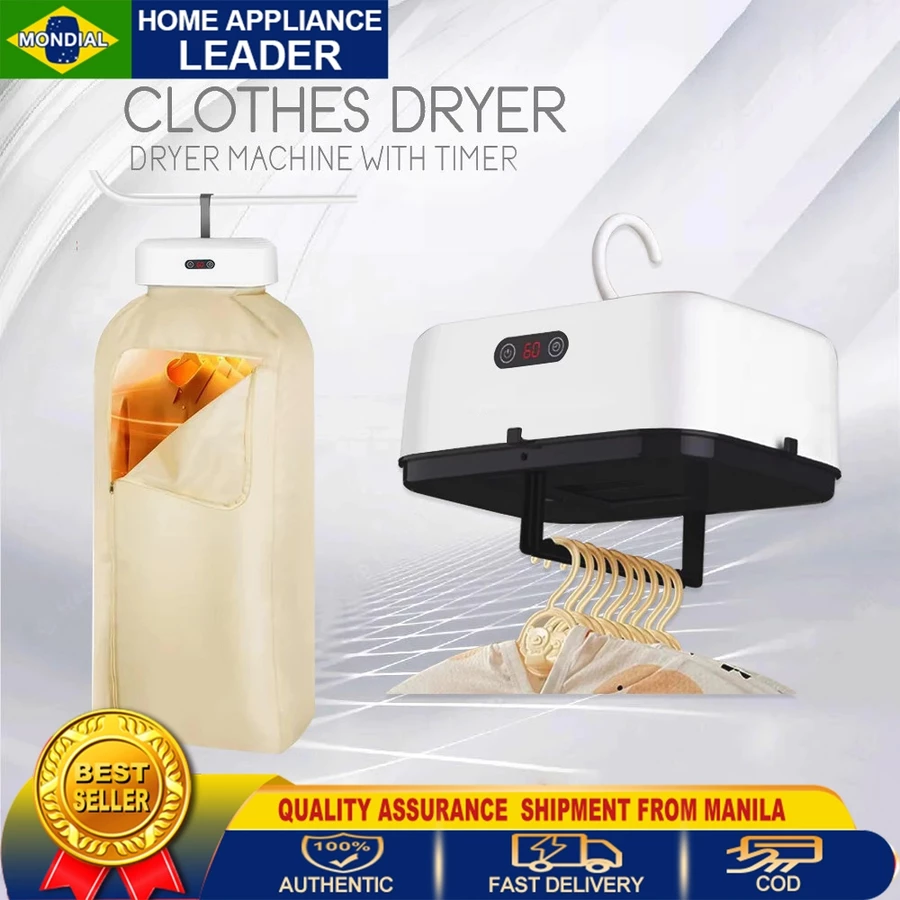 MONDIAL
HOME APPLIANCE
LEADER
CLOTHES DRYER
DRYER MACHINE WITH TIMER
60
BEST
SELLER
QUALITY ASSURANCE SHIPMENT FROM MANILA
100%
AUTHENTIC
FAST DELIVERY
COD